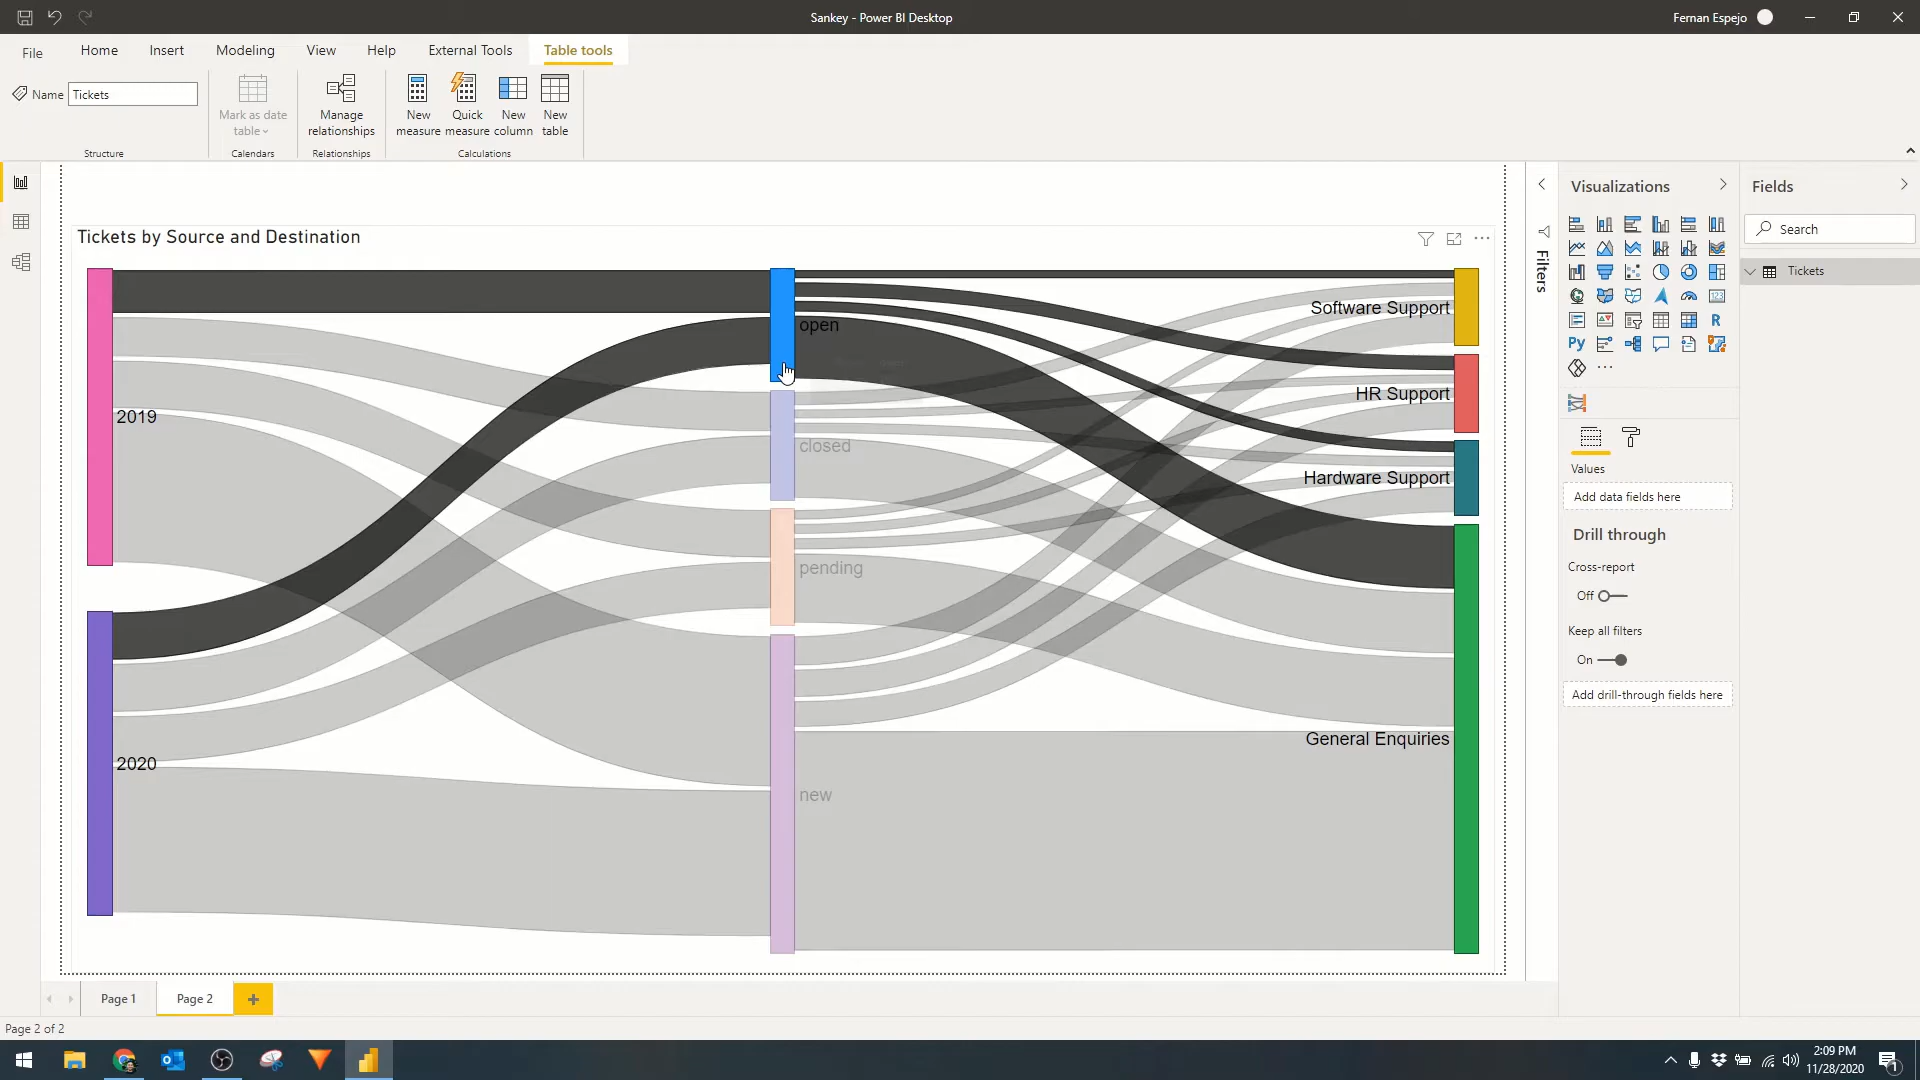 Sankey - Power BI Desktop
Fernan Espejo
File
Home
Insert
Modeling
View
Help
External Tools
Table tools
Name
Tickets
Mark as date
table
Manage
relationships
New
measure
Quick
measure
New
column
New
table
Structure
Calendars
Relationships
Calculations
Tickets by Source and Destination
2019
2020
open
closed
pending
new
Software Support
HR Support
Hardware Support
General Enquiries
Filters
Visualizations
123
R
Py
Values
Add data fields here
Drill through
Cross-report
Off
Keep all filters
On
Add drill-through fields here
Fields
Search
Tickets
Page 1
Page 2
Page 2 of 2
2:09 PM
11/28/2020
1